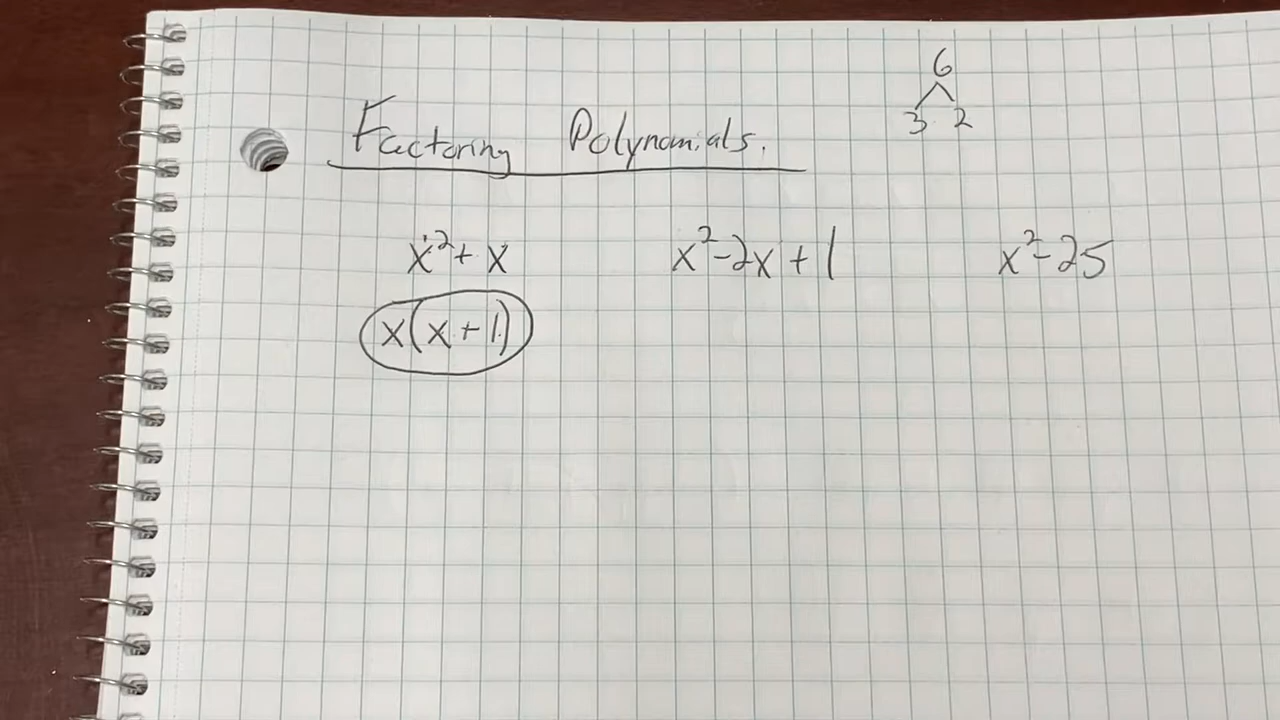 6
3 2
Factoring Polynomials.
x²+ x
x²-2x + 1
x²-25
x(x + 1)